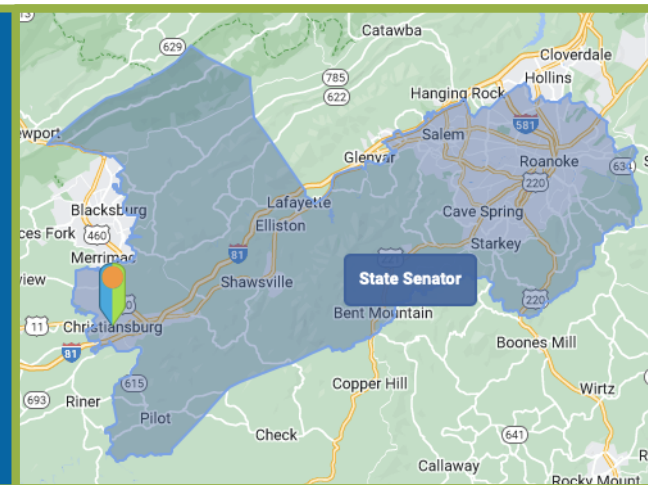 Catawba
629
Cloverdale
785
Hollins
622
Hanging Rock
581
wport
Salem
Glenvar
Roanoke
634
220
Lafayette
Blacksburg
Cave Spring
Elliston
ces Fork
460
Starkey
81
221
Merrimac
State Senator
view
Shawsville
220
Bent Mountain
11
Christiansburg
Boones Mill
81
615
Copper Hill
Wirtz
693
Riner
Pilot
Check
641
Callaway
Rocky Mount